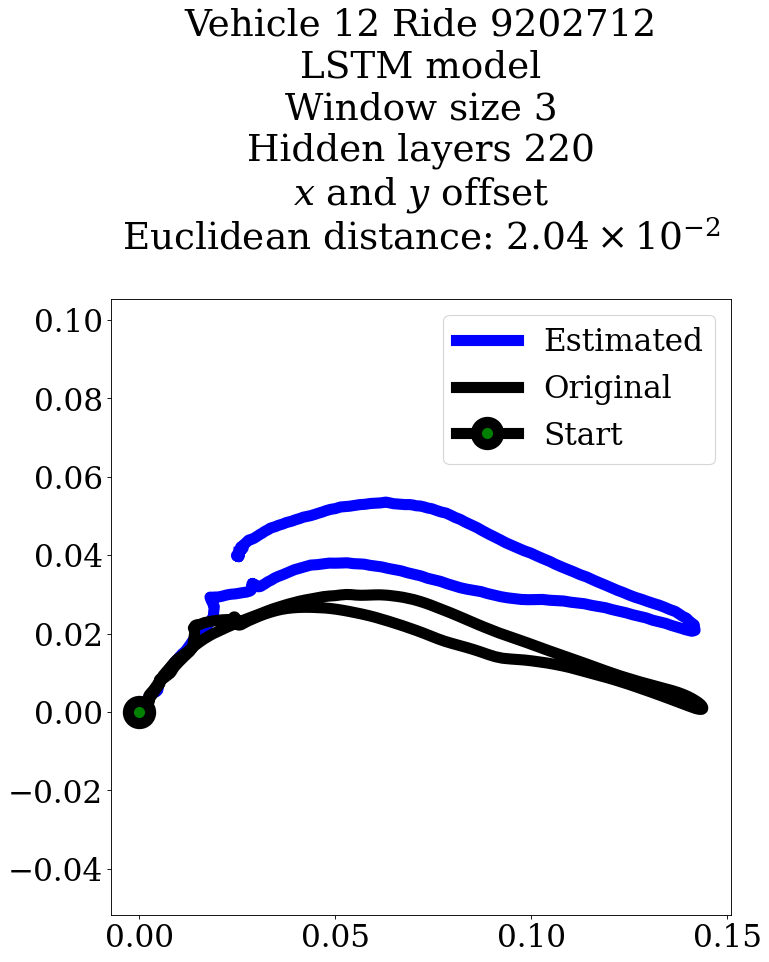 Vehicle 12 Ride 9202712
LSTM model
Window size 3
Hidden layers 220
x and y offset
Euclidean distance: 2.04 × 10⁻²
Estimated
Original
Start
0.10
0.08
0.06
0.04
0.02
0.00
−0.02
−0.04
0.00 0.05 0.10 0.15